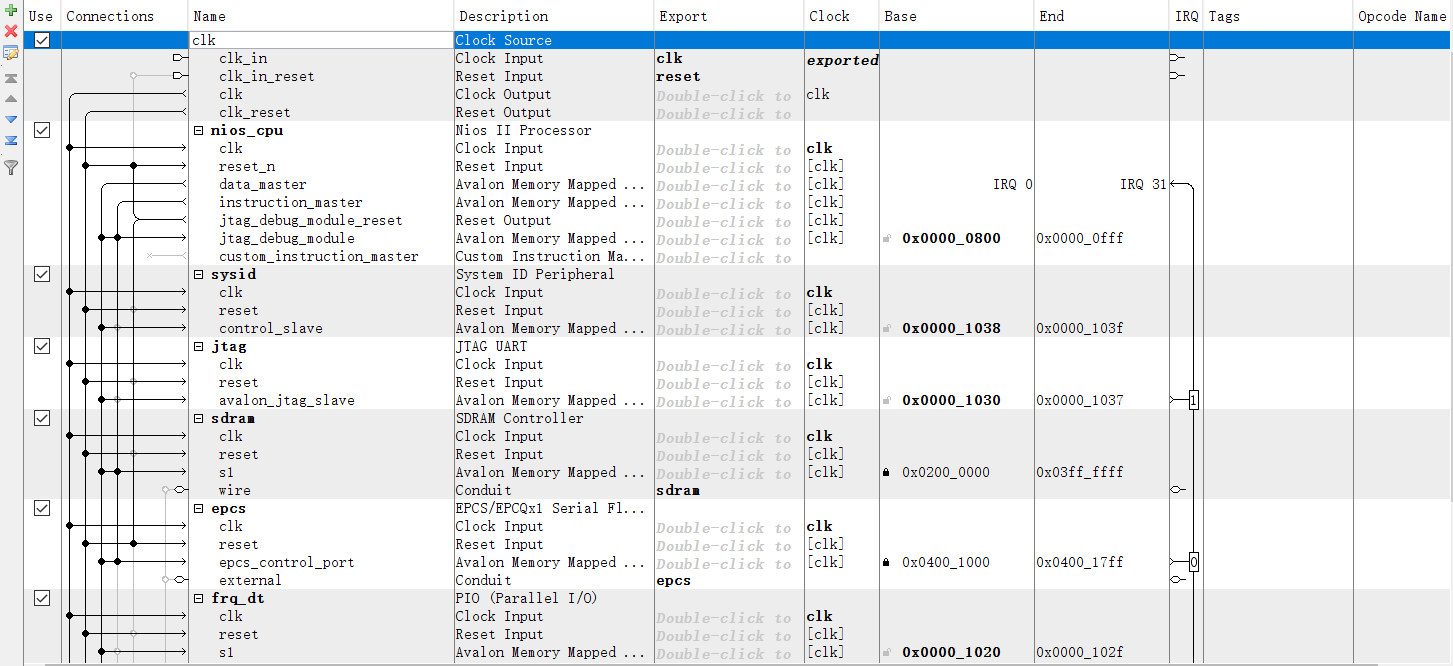 Use Connections Name Description Export Clock Base End IRQ Tags Opcode Name
clk Clock Source
clk_in Clock Input clk exported
clk_in_reset Reset Input reset
clk Clock Output Double-click to clk
clk_reset Reset Output Double-click to
nios_cpu Nios II Processor
clk Clock Input Double-click to clk
reset_n Reset Input Double-click to [clk]
data_master Avalon Memory Mapped ... Double-click to [clk] IRQ 0 IRQ 31
instruction_master Avalon Memory Mapped ... Double-click to [clk]
jtag_debug_module_reset Reset Output Double-click to [clk]
jtag_debug_module Avalon Memory Mapped ... Double-click to [clk] 0x0000_0800 0x0000_0fff
custom_instruction_master Custom Instruction Ma... Double-click to
sysid System ID Peripheral
clk Clock Input Double-click to clk
reset Reset Input Double-click to [clk]
control_slave Avalon Memory Mapped ... Double-click to [clk] 0x0000_1038 0x0000_103f
jtag JTAG UART
clk Clock Input Double-click to clk
reset Reset Input Double-click to [clk]
avalon_jtag_slave Avalon Memory Mapped ... Double-click to [clk] 0x0000_1030 0x0000_1037 1
sdram SDRAM Controller
clk Clock Input Double-click to clk
reset Reset Input Double-click to [clk]
s1 Avalon Memory Mapped ... Double-click to [clk] 0x0200_0000 0x03ff_ffff
wire Conduit sdram
epcs EPCS/EPCQx1 Serial Fl...
clk Clock Input Double-click to clk
reset Reset Input Double-click to [clk]
epcs_control_port Avalon Memory Mapped ... Double-click to [clk] 0x0400_1000 0x0400_17ff 0
external Conduit epcs
frq_dt PIO (Parallel I/O)
clk Clock Input Double-click to clk
reset Reset Input Double-click to [clk]
s1 Avalon Memory Mapped ... Double-click to [clk] 0x0000_1020 0x0000_102f